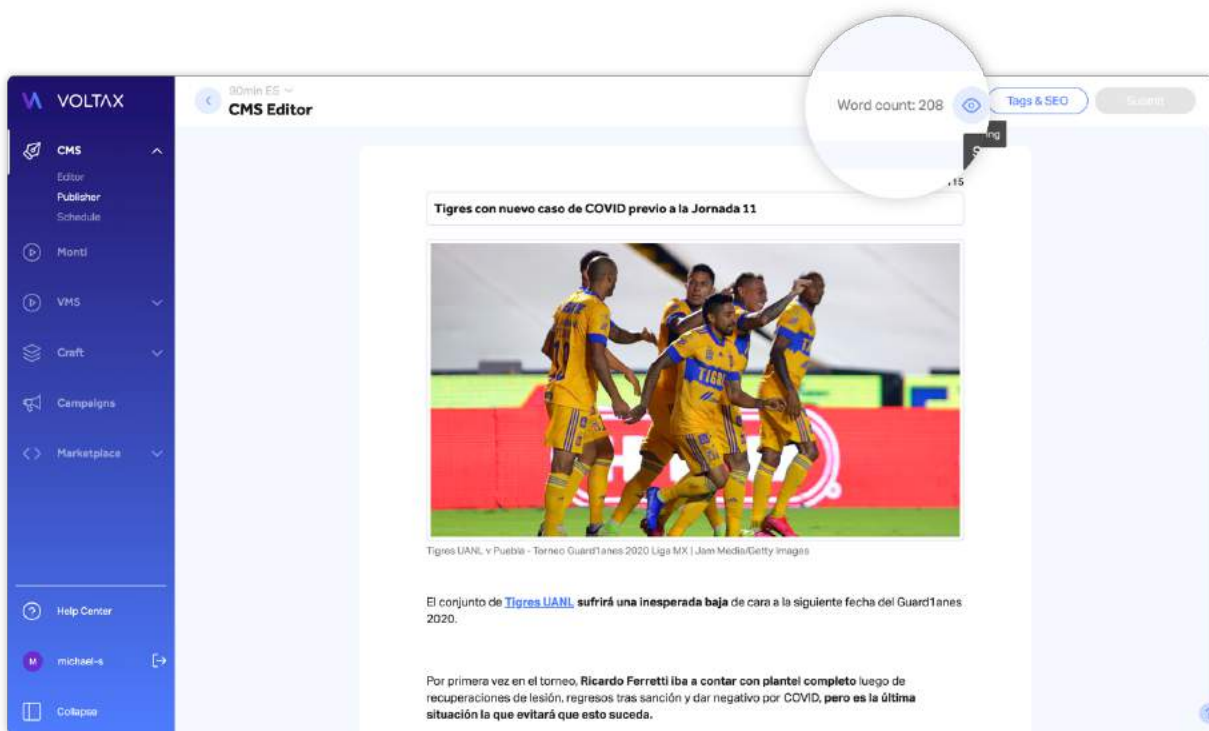 VOLTAX
90min ES
CMS Editor
Word count: 208
Tags & SEO
Submit
CMS
Editor
Publisher
Schedule
Monti
VMS
Craft
Campaigns
Marketplace
Help Center
michael-s
Collapse
Tigres con nuevo caso de COVID previo a la Jornada 11
TIGRES
Tigres UANL v Puebla - Torneo Guard1anes 2020 Liga MX | Jam Media/Getty Images
El conjunto de Tigres UANL sufrirá una inesperada baja de cara a la siguiente fecha del Guard1anes
2020.
Por primera vez en el torneo, Ricardo Ferretti iba a contar con plantel completo luego de
recuperaciones de lesión, regresos tras sanción y dar negativo por COVID, pero es la última
situación la que evitará que esto suceda.